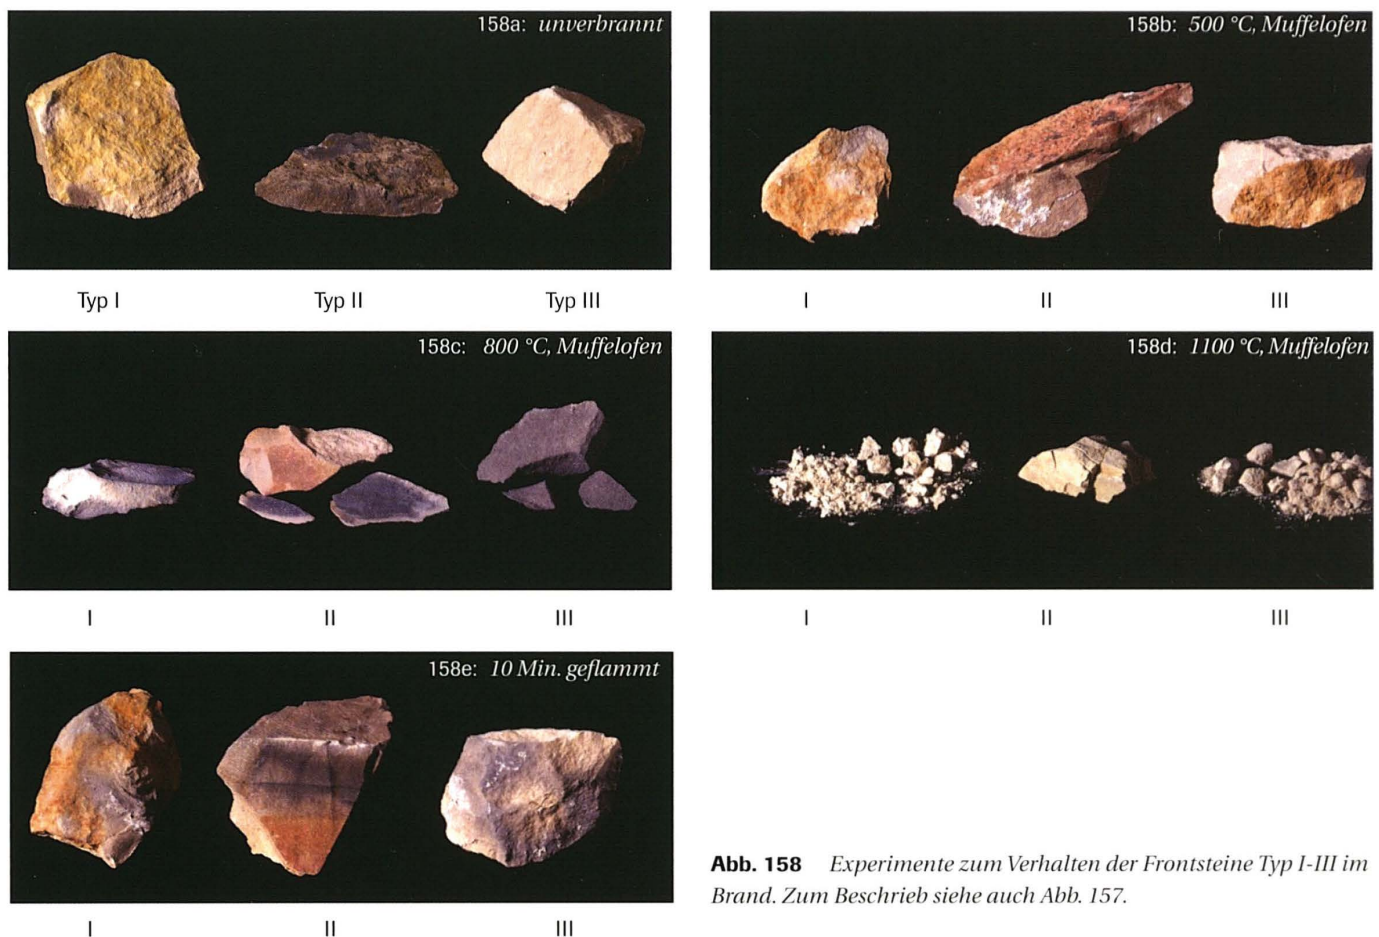 158a: unverbrannt
158b: 500 °C, Muffelofen
Typ I
Typ II
Typ III
I
II
III
158c: 800 °C, Muffelofen
158d: 1100 °C, Muffelofen
I
II
III
I
II
III
158e: 10 Min. geflammt
I
II
III
Abb. 158 Experimente zum Verhalten der Frontsteine Typ I-III im
Brand. Zum Beschrieb siehe auch Abb. 157.